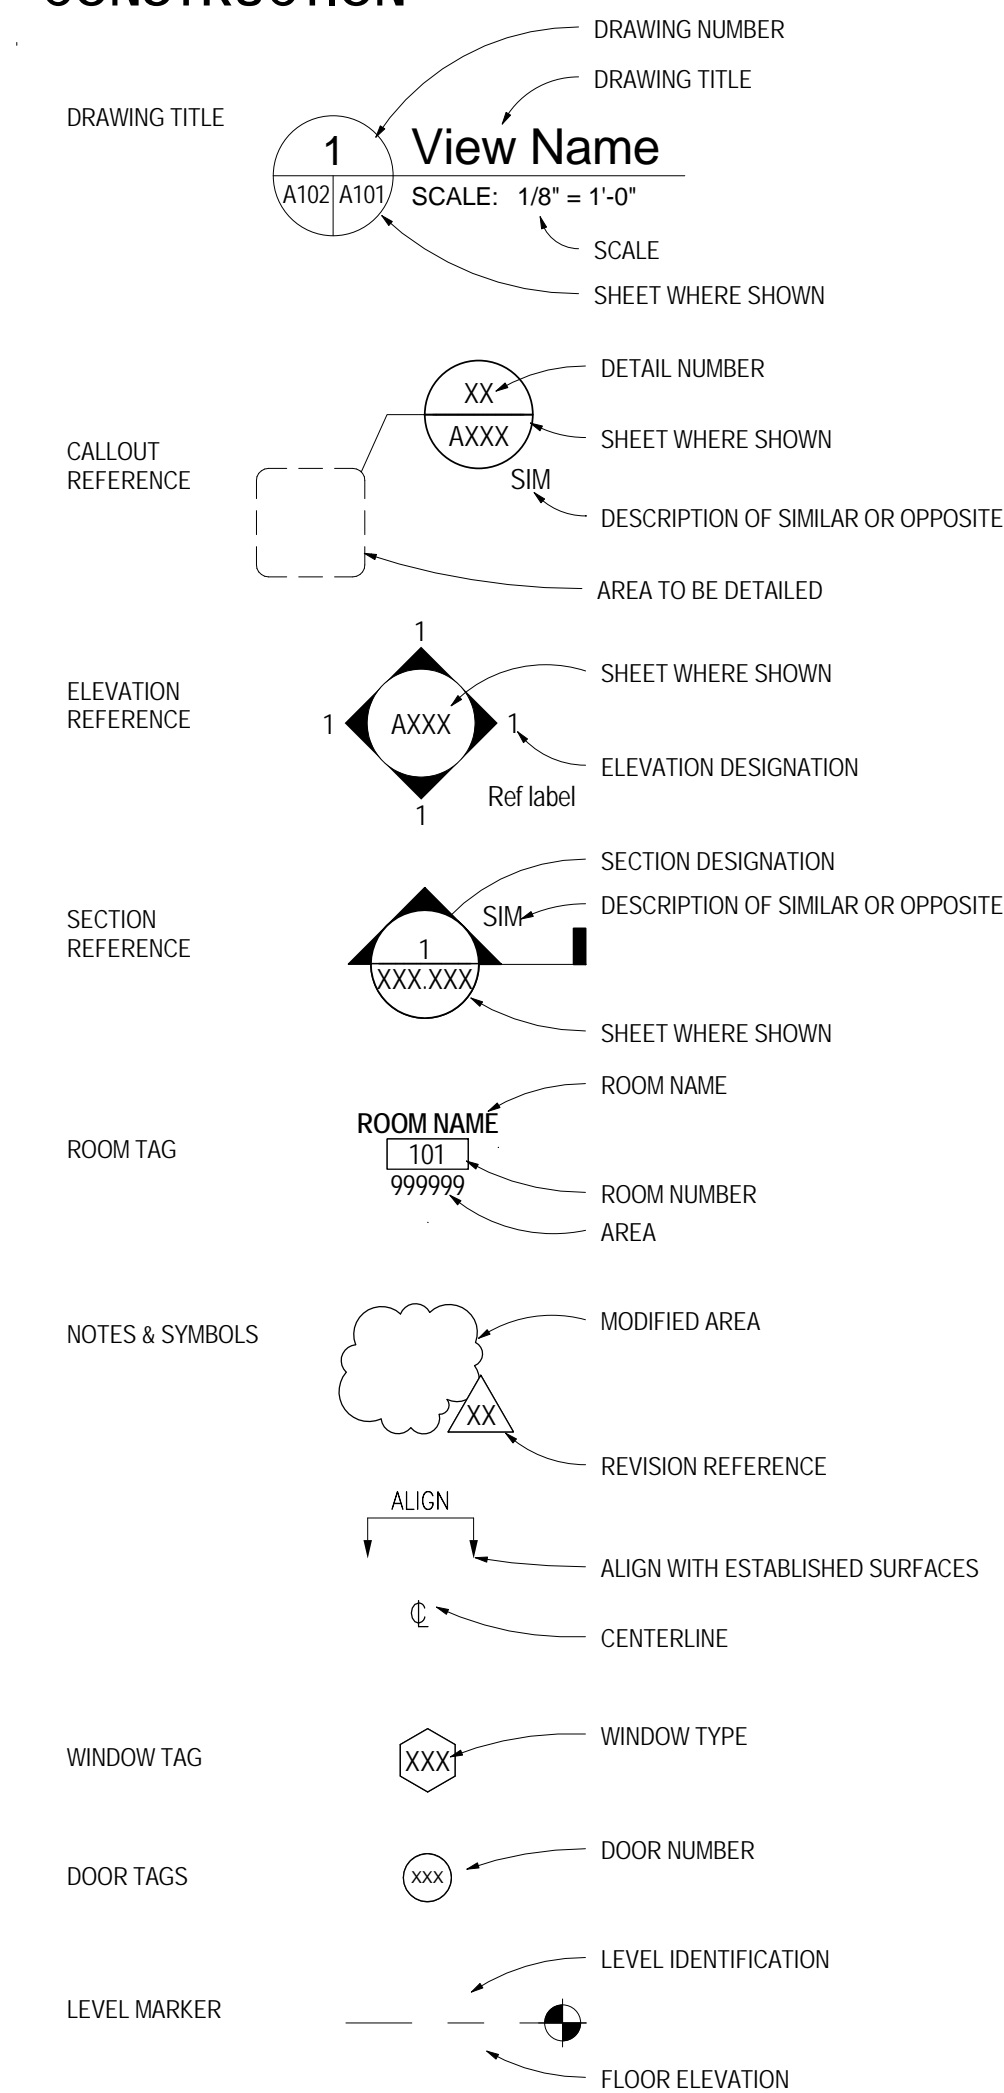 CONSTRUCTION
DRAWING NUMBER
DRAWING TITLE
DRAWING TITLE
1
View Name
A102 A101
SCALE: 1/8" = 1'-0"
SCALE
SHEET WHERE SHOWN
DETAIL NUMBER
XX
SHEET WHERE SHOWN
AXXX
CALLOUT
REFERENCE
SIM
DESCRIPTION OF SIMILAR OR OPPOSITE
AREA TO BE DETAILED
1
SHEET WHERE SHOWN
ELEVATION
REFERENCE
1
AXXX
1
ELEVATION DESIGNATION
Ref label
1
SECTION DESIGNATION
DESCRIPTION OF SIMILAR OR OPPOSITE
SIM
SECTION
REFERENCE
1
XXX.XXX
SHEET WHERE SHOWN
ROOM NAME
ROOM NAME
ROOM TAG
101
999999
ROOM NUMBER
AREA
MODIFIED AREA
NOTES & SYMBOLS
XX
REVISION REFERENCE
ALIGN
ALIGN WITH ESTABLISHED SURFACES
℄
CENTERLINE
WINDOW TYPE
WINDOW TAG
XXX
DOOR NUMBER
DOOR TAGS
XXX
LEVEL IDENTIFICATION
LEVEL MARKER
FLOOR ELEVATION